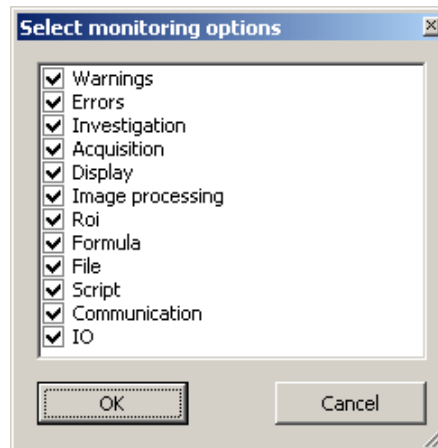 Select monitoring options
Warnings
Errors
Investigation
Acquisition
Display
Image processing
Roi
Formula
File
Script
Communication
IO
OK
Cancel